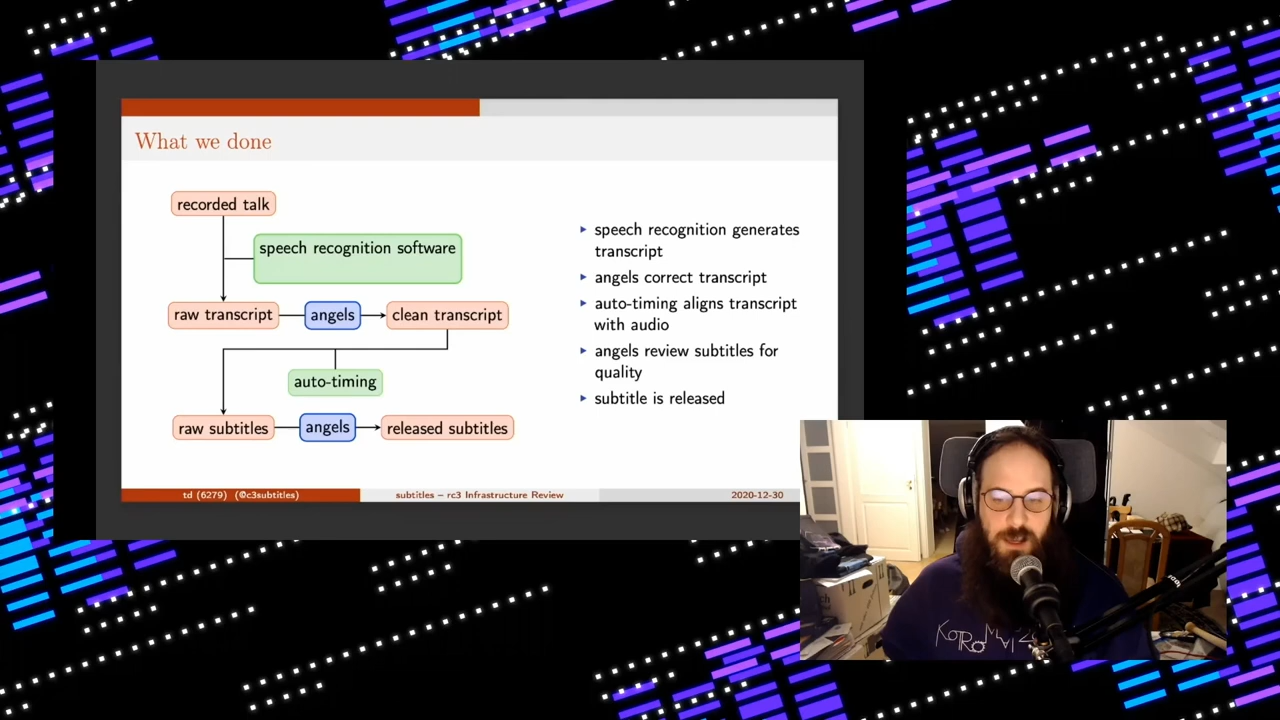 What we done
recorded talk
speech recognition software
raw transcript
angels
clean transcript
auto-timing
raw subtitles
angels
released subtitles
speech recognition generates
transcript
angels correct transcript
auto-timing aligns transcript
with audio
angels review subtitles for
quality
subtitle is released
td (6279) (@c3subtitles)
subtitles – rc3 Infrastructure Review
2020-12-30